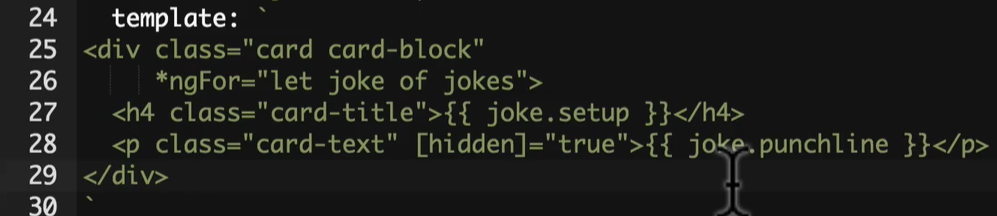 24 template: `
25 <div class="card card-block"
26 *ngFor="let joke of jokes">
27 <h4 class="card-title">{{ joke.setup }}</h4>
28 <p class="card-text" [hidden]="true">{{ joke.punchline }}</p>
29 </div>
30 `